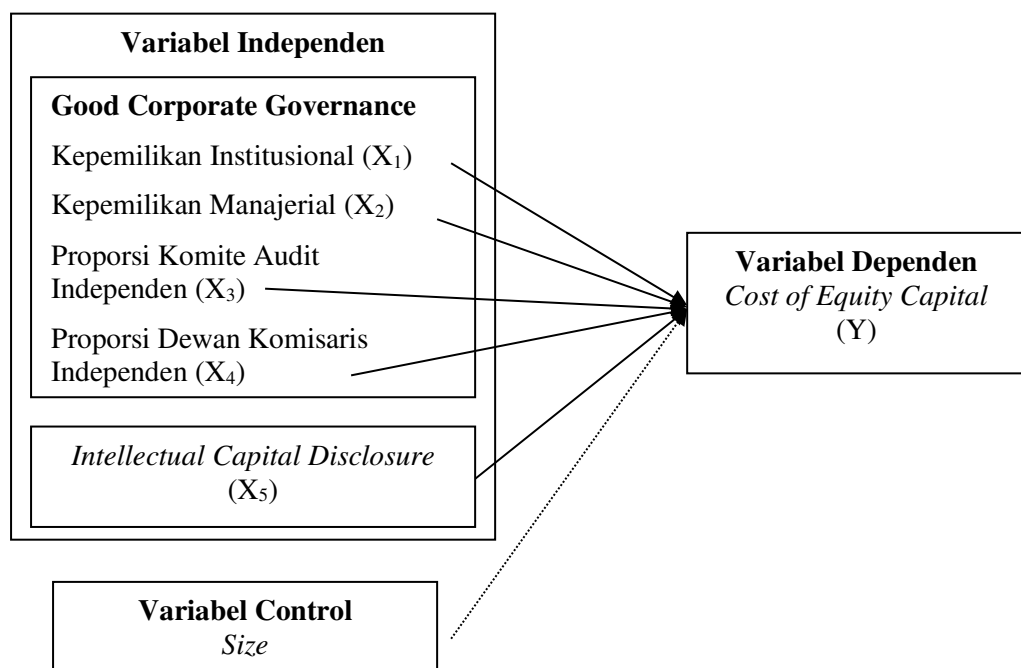 Variabel Independen
Good Corporate Governance
Kepemilikan Institusional (X₁)
Kepemilikan Manajerial (X₂)
Proporsi Komite Audit
Independen (X₃)
Proporsi Dewan Komisaris
Independen (X₄)
Intellectual Capital Disclosure
(X₅)
Variabel Control
Size
Variabel Dependen
Cost of Equity Capital
(Y)